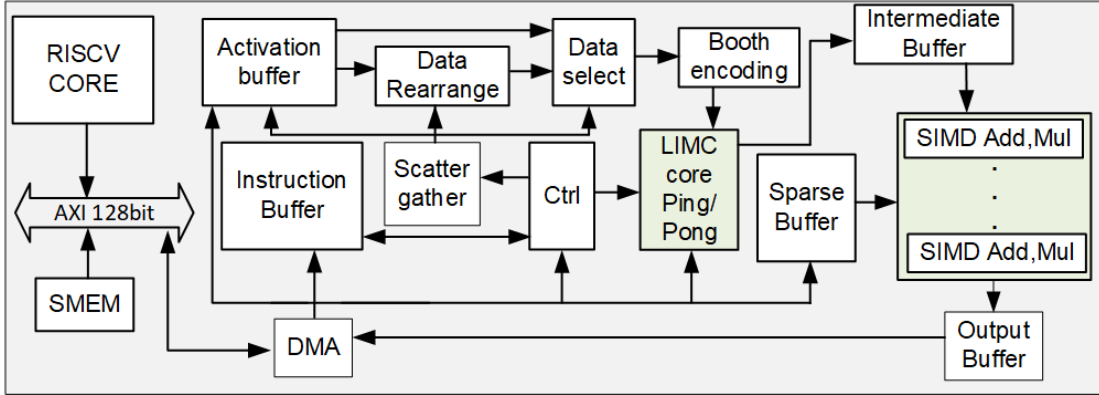 RISCV
CORE
Activation
buffer
Data
Rearrange
Data
select
Booth
encoding
Intermediate
Buffer
SIMD Add,Mul
.
.
.
SIMD Add,Mul
Instruction
Buffer
Scatter
gather
Ctrl
LIMC
core
Ping/
Pong
Sparse
Buffer
AXI 128bit
SMEM
DMA
Output
Buffer